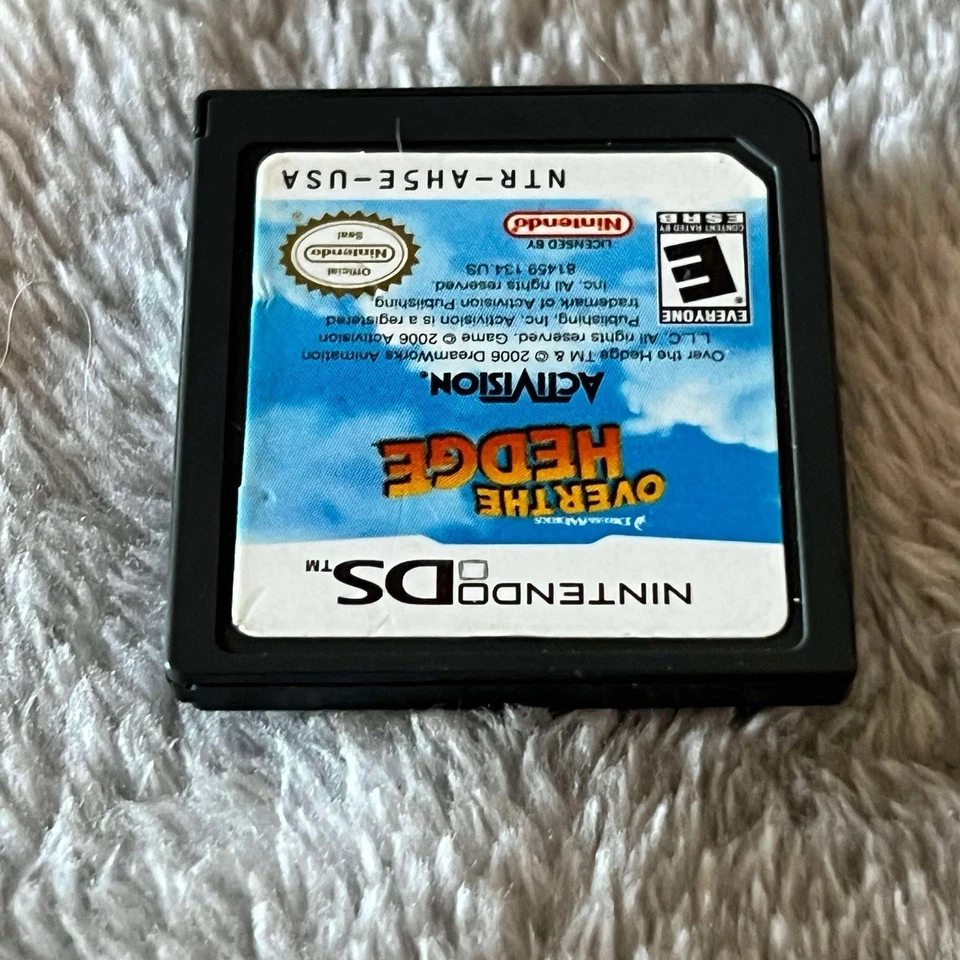 NINTENDO DS™
DREAMWORKS
OVER THE
HEDGE
ACTIVISION®
Over the Hedge TM & © 2006 DreamWorks Animation
L.L.C. All rights reserved. Game © 2006 Activision
Publishing, Inc. Activision is a registered
trademark of Activision Publishing
Inc. All rights reserved.
81459.134.US
EVERYONE
E®
CONTENT RATED BY
ESRB
LICENSED BY
Nintendo®
Official
Nintendo
Seal
®
NTR-AH5E-USA